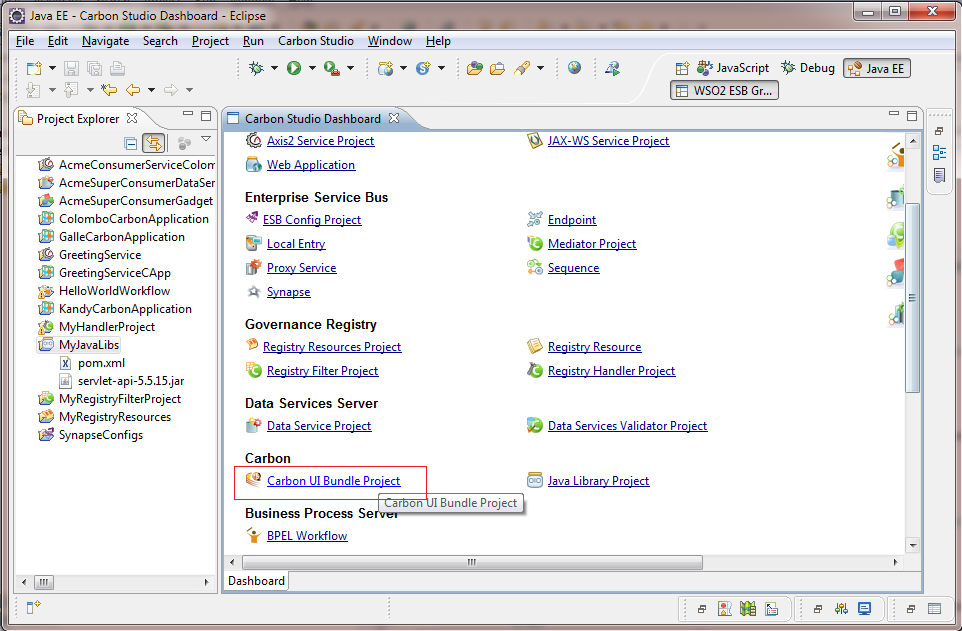 Java EE - Carbon Studio Dashboard - Eclipse
File Edit Navigate Search Project Run Carbon Studio Window Help
JavaScript Debug Java EE
WSO2 ESB Gr...
Project Explorer
AcmeConsumerServiceColom
AcmeSuperConsumerDataSer
AcmeSuperConsumerGadget
ColomboCarbonApplication
GalleCarbonApplication
GreetingService
GreetingServiceCApp
HelloWorldWorkflow
KandyCarbonApplication
MyHandlerProject
MyJavaLibs
pom.xml
servlet-api-5.5.15.jar
MyRegistryFilterProject
MyRegistryResources
SynapseConfigs
Carbon Studio Dashboard
Axis2 Service Project JAX-WS Service Project
Web Application
Enterprise Service Bus
ESB Config Project Endpoint
Local Entry Mediator Project
Proxy Service Sequence
Synapse
Governance Registry
Registry Resources Project Registry Resource
Registry Filter Project Registry Handler Project
Data Services Server
Data Service Project Data Services Validator Project
Carbon
Carbon UI Bundle Project Java Library Project
Carbon UI Bundle Project
Business Process Server
BPEL Workflow
Dashboard